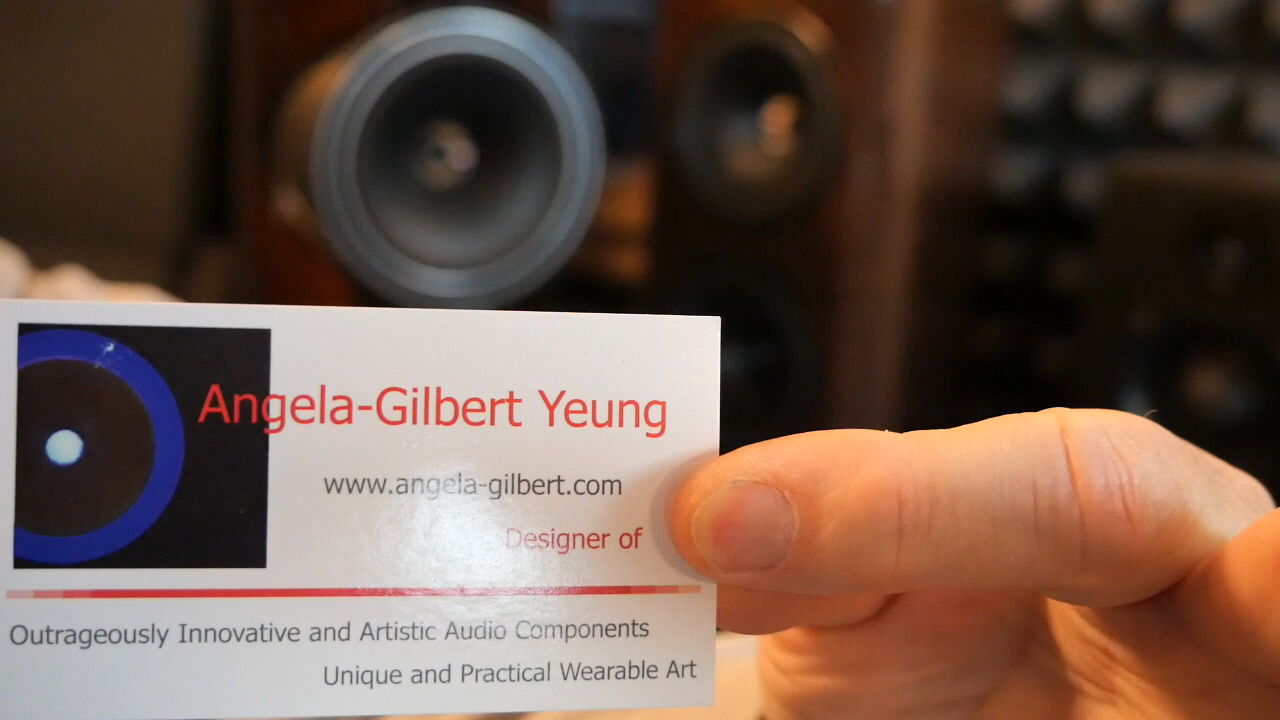 Angela-Gilbert Yeung
www.angela-gilbert.com
Designer of
Outrageously Innovative and Artistic Audio Components
Unique and Practical Wearable Art